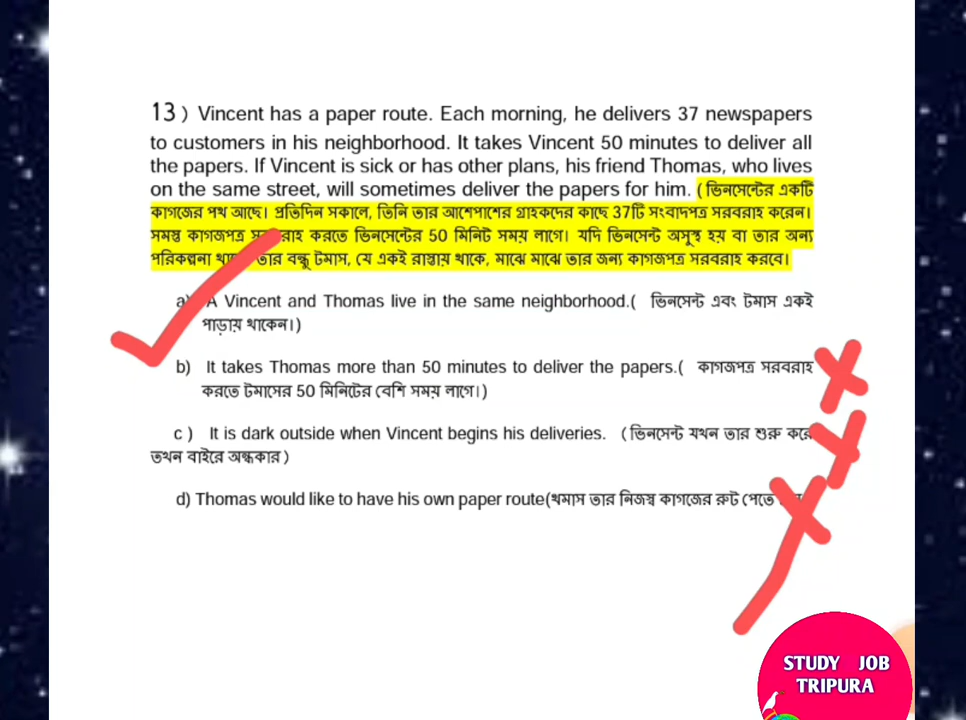 13 ) Vincent has a paper route. Each morning, he delivers 37 newspapers
to customers in his neighborhood. It takes Vincent 50 minutes to deliver all
the papers. If Vincent is sick or has other plans, his friend Thomas, who lives
on the same street, will sometimes deliver the papers for him. ( ভিনসেন্টের একটি
কাগজের পথ আছে। প্রতিদিন সকালে, তিনি তার আশেপাশের গ্রাহকদের কাছে 37টি সংবাদপত্র সরবরাহ করেন।
সমস্ত কাগজপত্র করতে ভিনসেন্টের 50 মিনিট সময় লাগে। যদি ভিনসেন্ট অসুস্থ হয় বা তার অন্য
পরিকল্পনা তার বন্ধু টমাস, যে একই রাস্তায় থাকে, মাঝে মাঝে তার জন্য কাগজপত্র সরবরাহ করবে।
a) A Vincent and Thomas live in the same neighborhood.( ভিনসেন্ট এবং টমাস একই
পাড়ায় থাকেন।)
b) It takes Thomas more than 50 minutes to deliver the papers.( কাগজপত্র সরবরাহ
করতে টমাসের 50 মিনিটের বেশি সময় লাগে।)
c ) It is dark outside when Vincent begins his deliveries. ( ভিনসেন্ট যখন তার শুরু করে
তখন বাইরে অন্ধকার )
d) Thomas would like to have his own paper route(থমাস তার নিজস্ব কাগজের রুট পেতে
STUDY JOB
TRIPURA